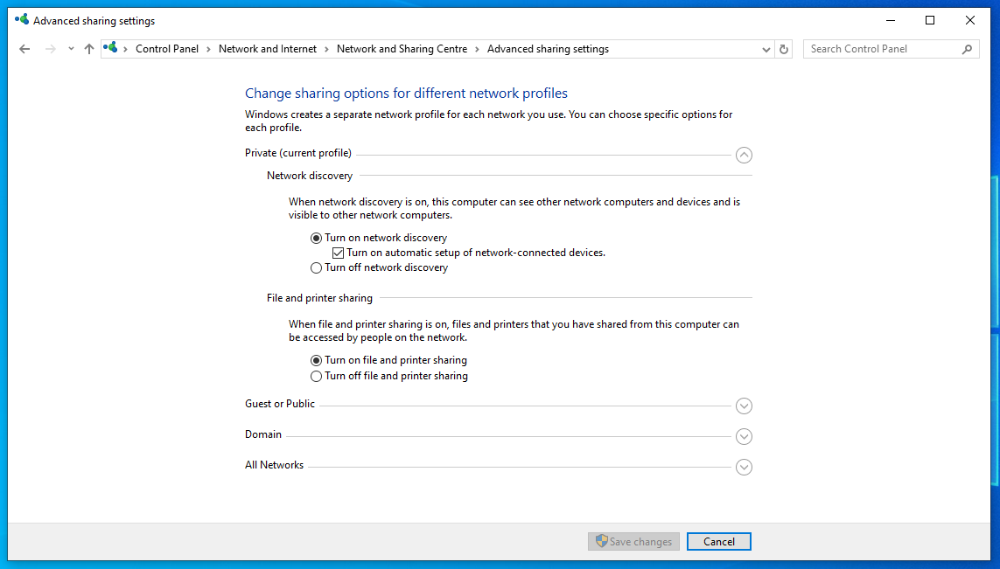 Advanced sharing settings
Control Panel > Network and Internet > Network and Sharing Centre > Advanced sharing settings
Search Control Panel
Change sharing options for different network profiles
Windows creates a separate network profile for each network you use. You can choose specific options for
each profile.
Private (current profile)
Network discovery
When network discovery is on, this computer can see other network computers and devices and is
visible to other network computers.
Turn on network discovery
Turn on automatic setup of network-connected devices.
Turn off network discovery
File and printer sharing
When file and printer sharing is on, files and printers that you have shared from this computer can
be accessed by people on the network.
Turn on file and printer sharing
Turn off file and printer sharing
Guest or Public
Domain
All Networks
Save changes
Cancel